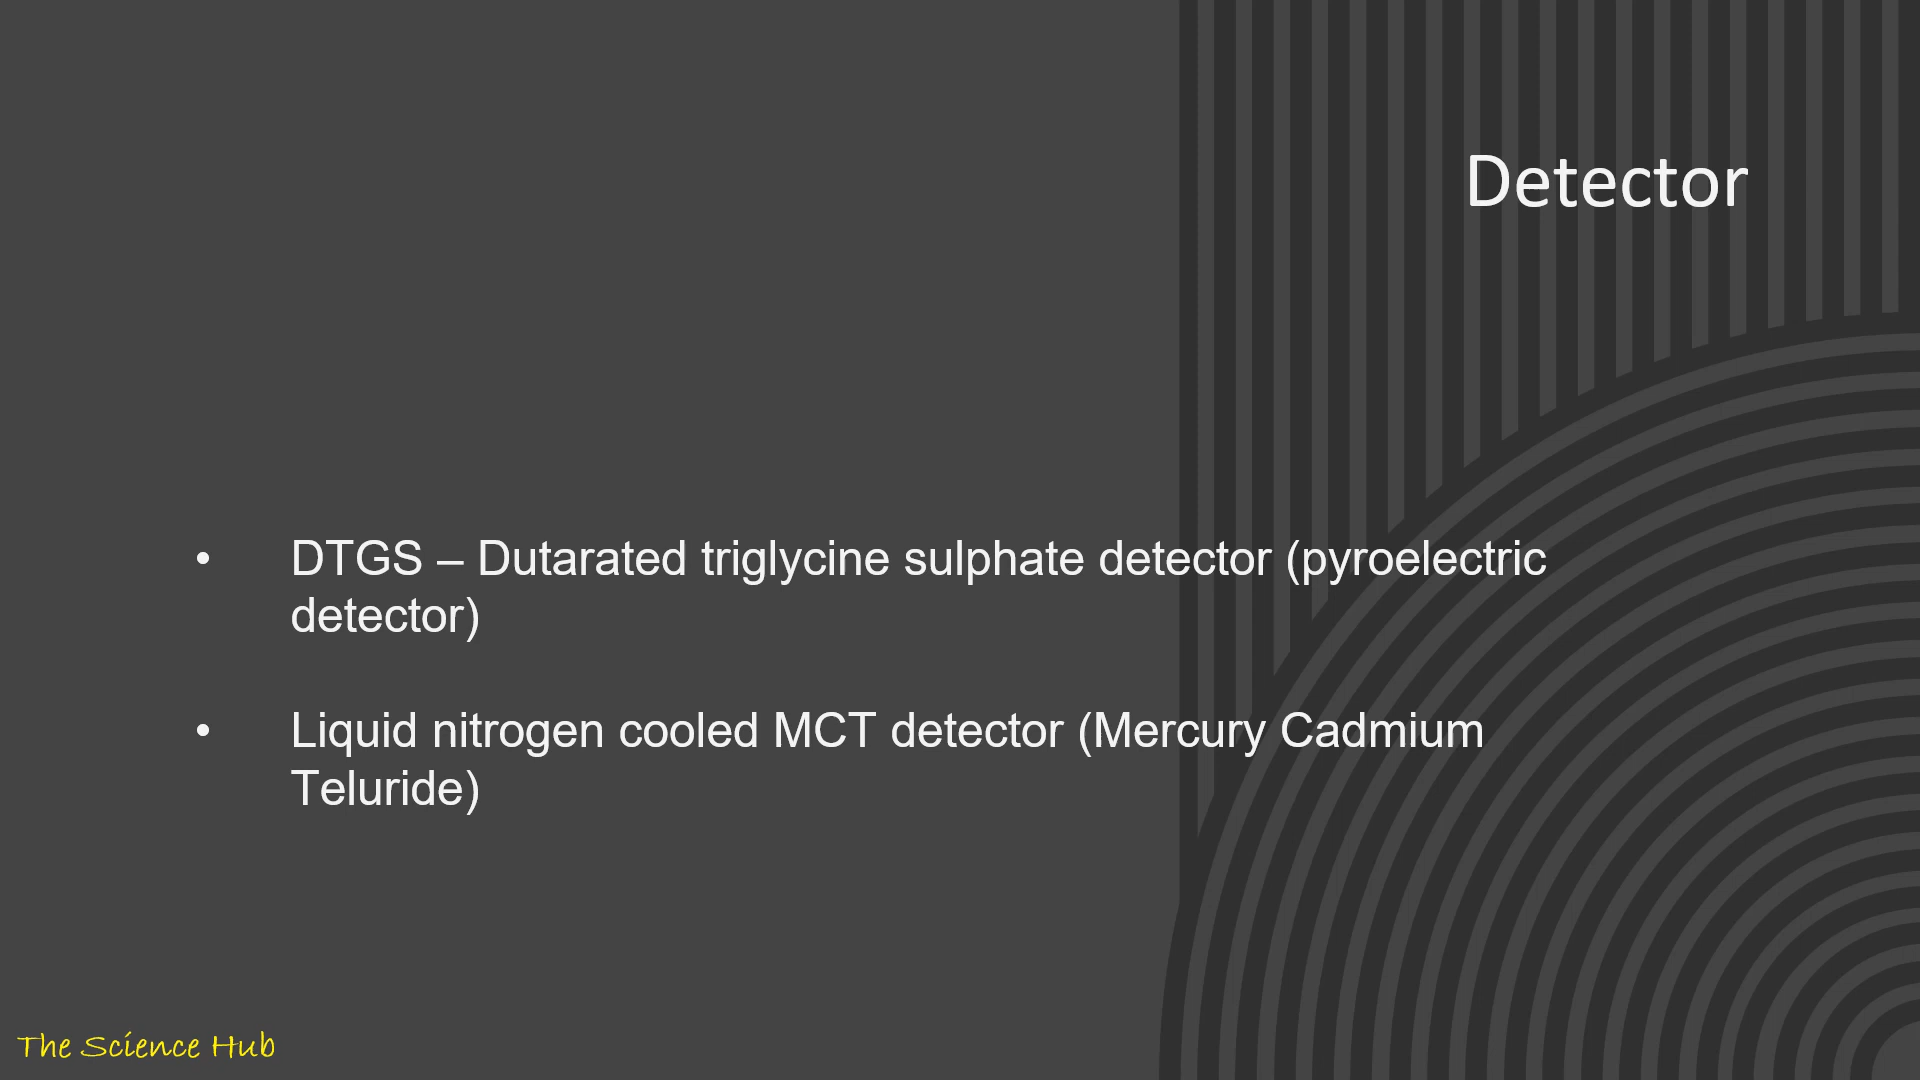 Detector
• DTGS – Dutarated triglycine sulphate detector (pyroelectric
detector)
• Liquid nitrogen cooled MCT detector (Mercury Cadmium
Teluride)
The Science Hub